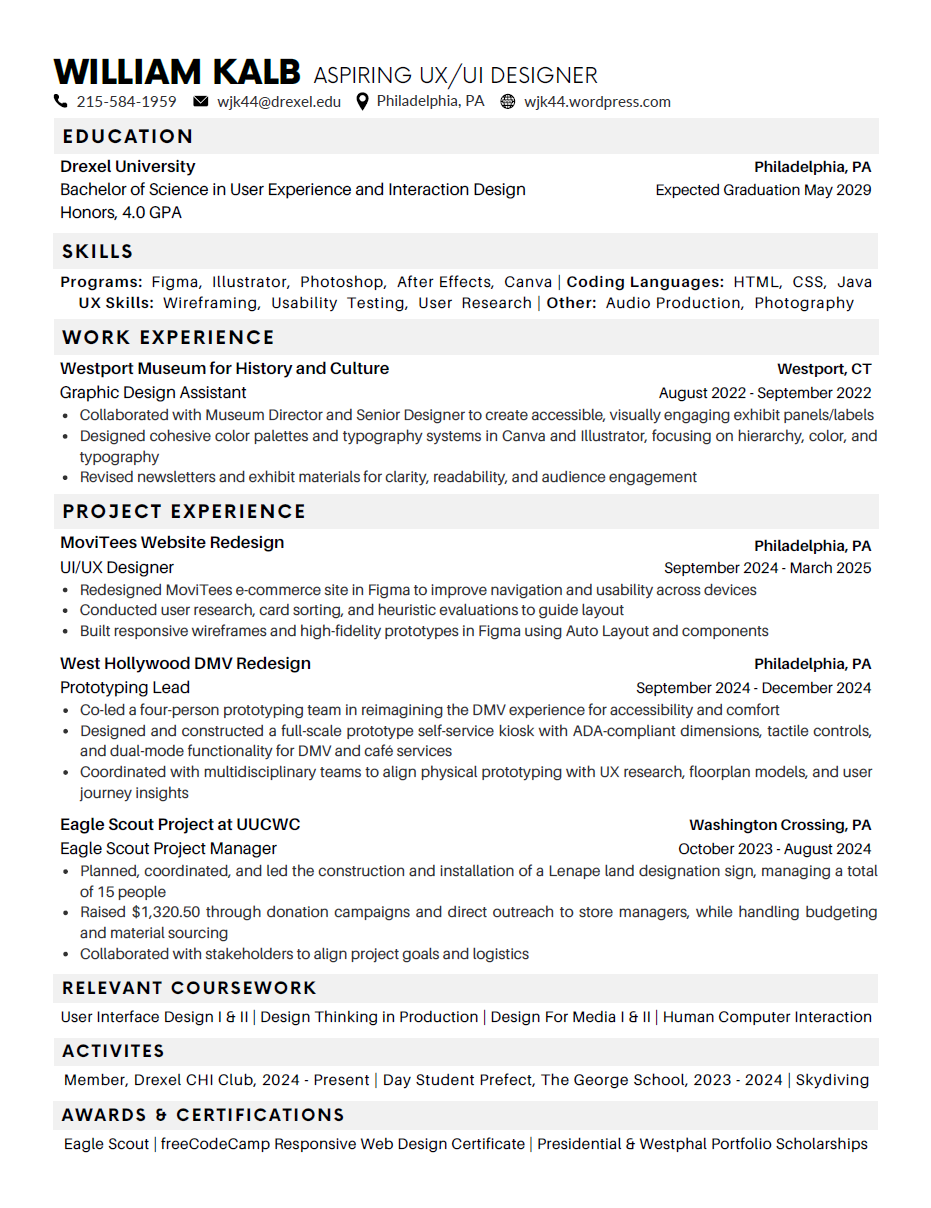 WILLIAM KALB ASPIRING UX/UI DESIGNER
215-584-1959 wjk44@drexel.edu Philadelphia, PA wjk44.wordpress.com
EDUCATION
Drexel University Philadelphia, PA
Bachelor of Science in User Experience and Interaction Design Expected Graduation May 2029
Honors, 4.0 GPA
SKILLS
Programs: Figma, Illustrator, Photoshop, After Effects, Canva | Coding Languages: HTML, CSS, Java
UX Skills: Wireframing, Usability Testing, User Research | Other: Audio Production, Photography
WORK EXPERIENCE
Westport Museum for History and Culture Westport, CT
Graphic Design Assistant August 2022 - September 2022
• Collaborated with Museum Director and Senior Designer to create accessible, visually engaging exhibit panels/labels
• Designed cohesive color palettes and typography systems in Canva and Illustrator, focusing on hierarchy, color, and
typography
• Revised newsletters and exhibit materials for clarity, readability, and audience engagement
PROJECT EXPERIENCE
MoviTees Website Redesign Philadelphia, PA
UI/UX Designer September 2024 - March 2025
• Redesigned MoviTees e-commerce site in Figma to improve navigation and usability across devices
• Conducted user research, card sorting, and heuristic evaluations to guide layout
• Built responsive wireframes and high-fidelity prototypes in Figma using Auto Layout and components
West Hollywood DMV Redesign Philadelphia, PA
Prototyping Lead September 2024 - December 2024
• Co-led a four-person prototyping team in reimagining the DMV experience for accessibility and comfort
• Designed and constructed a full-scale prototype self-service kiosk with ADA-compliant dimensions, tactile controls,
and dual-mode functionality for DMV and café services
• Coordinated with multidisciplinary teams to align physical prototyping with UX research, floorplan models, and user
journey insights
Eagle Scout Project at UUCWC Washington Crossing, PA
Eagle Scout Project Manager October 2023 - August 2024
• Planned, coordinated, and led the construction and installation of a Lenape land designation sign, managing a total
of 15 people
• Raised $1,320.50 through donation campaigns and direct outreach to store managers, while handling budgeting
and material sourcing
• Collaborated with stakeholders to align project goals and logistics
RELEVANT COURSEWORK
User Interface Design I & II | Design Thinking in Production | Design For Media I & II | Human Computer Interaction
ACTIVITES
Member, Drexel CHI Club, 2024 - Present | Day Student Prefect, The George School, 2023 - 2024 | Skydiving
AWARDS & CERTIFICATIONS
Eagle Scout | freeCodeCamp Responsive Web Design Certificate | Presidential & Westphal Portfolio Scholarships